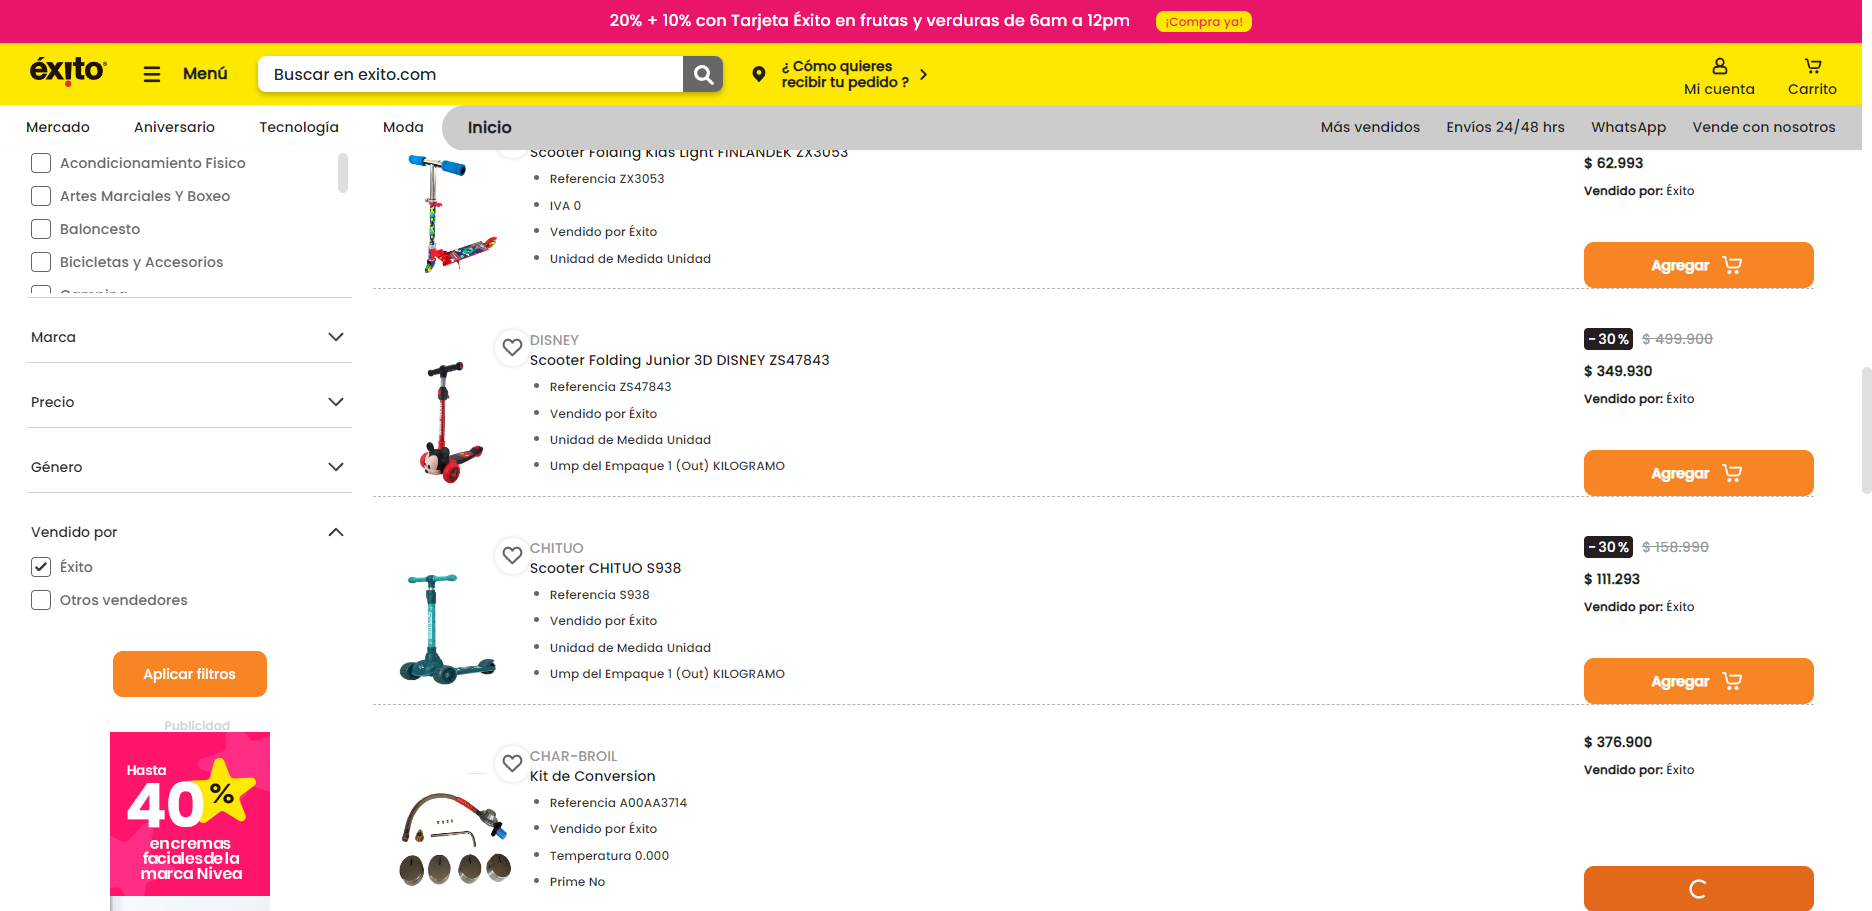 20% + 10% con Tarjeta Éxito en frutas y verduras de 6am a 12pm ¡Compra ya!
éxito
Menú
Buscar en exito.com
¿ Cómo quieres
recibir tu pedido ?
Mi cuenta
Carrito
Mercado
Aniversario
Tecnología
Moda
Inicio
Más vendidos
Envíos 24/48 hrs
WhatsApp
Vende con nosotros
Acondicionamiento Fisico
Artes Marciales Y Boxeo
Baloncesto
Bicicletas y Accesorios
Camping
Marca
Precio
Género
Vendido por
Éxito
Otros vendedores
Aplicar filtros
Publicidad
Hasta
40%
en cremas
faciales de la
marca Nivea
Scooter Folding Kids Light FINLANDEK ZX3053
Referencia ZX3053
IVA 0
Vendido por Éxito
Unidad de Medida Unidad
$ 62.993
Vendido por: Éxito
Agregar
DISNEY
Scooter Folding Junior 3D DISNEY ZS47843
Referencia ZS47843
Vendido por Éxito
Unidad de Medida Unidad
Ump del Empaque 1 (Out) KILOGRAMO
-30% $ 499.900
$ 349.930
Vendido por: Éxito
Agregar
CHITUO
Scooter CHITUO S938
Referencia S938
Vendido por Éxito
Unidad de Medida Unidad
Ump del Empaque 1 (Out) KILOGRAMO
-30% $ 158.990
$ 111.293
Vendido por: Éxito
Agregar
CHAR-BROIL
Kit de Conversion
Referencia A00AA3714
Vendido por Éxito
Temperatura 0.000
Prime No
$ 376.900
Vendido por: Éxito